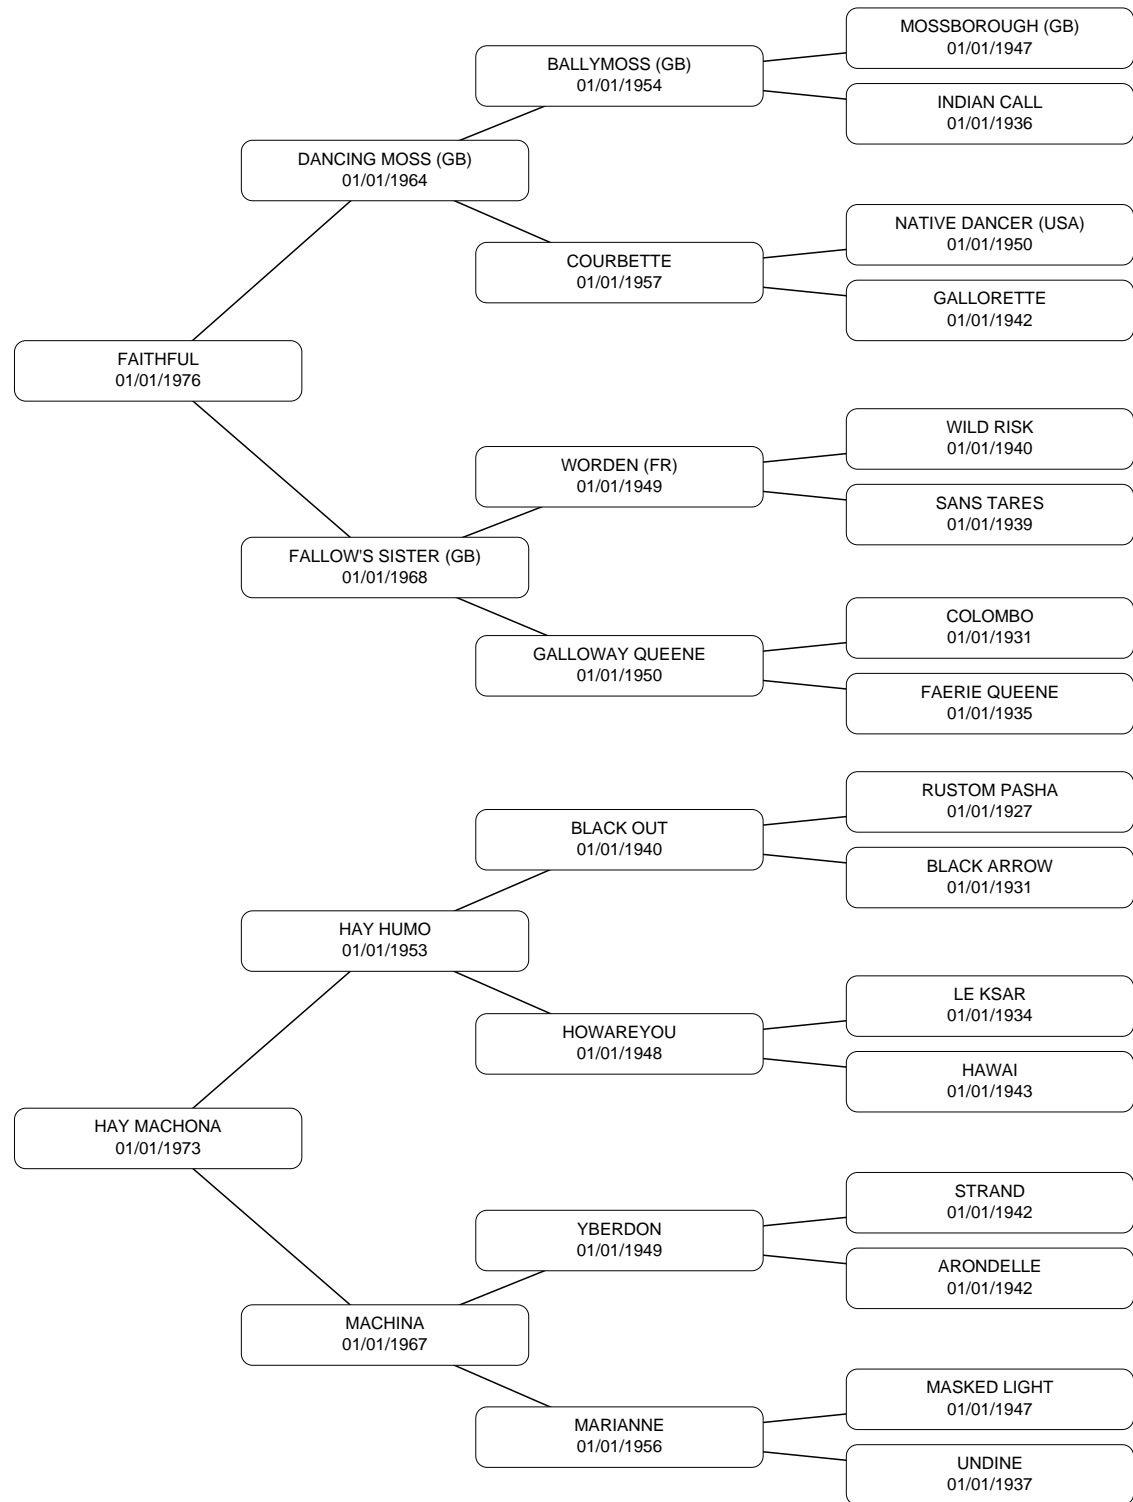 MOSSBOROUGH (GB)
01/01/1947
BALLYMOSS (GB)
01/01/1954
INDIAN CALL
01/01/1936
DANCING MOSS (GB)
01/01/1964
NATIVE DANCER (USA)
01/01/1950
COURBETTE
01/01/1957
GALLORETTE
01/01/1942
FAITHFUL
01/01/1976
WILD RISK
01/01/1940
WORDEN (FR)
01/01/1949
SANS TARES
01/01/1939
FALLOW'S SISTER (GB)
01/01/1968
COLOMBO
01/01/1931
GALLOWAY QUEENE
01/01/1950
FAERIE QUEENE
01/01/1935
RUSTOM PASHA
01/01/1927
BLACK OUT
01/01/1940
BLACK ARROW
01/01/1931
HAY HUMO
01/01/1953
LE KSAR
01/01/1934
HOWAREYOU
01/01/1948
HAWAI
01/01/1943
HAY MACHONA
01/01/1973
STRAND
01/01/1942
YBERDON
01/01/1949
ARONDELLE
01/01/1942
MACHINA
01/01/1967
MASKED LIGHT
01/01/1947
MARIANNE
01/01/1956
UNDINE
01/01/1937